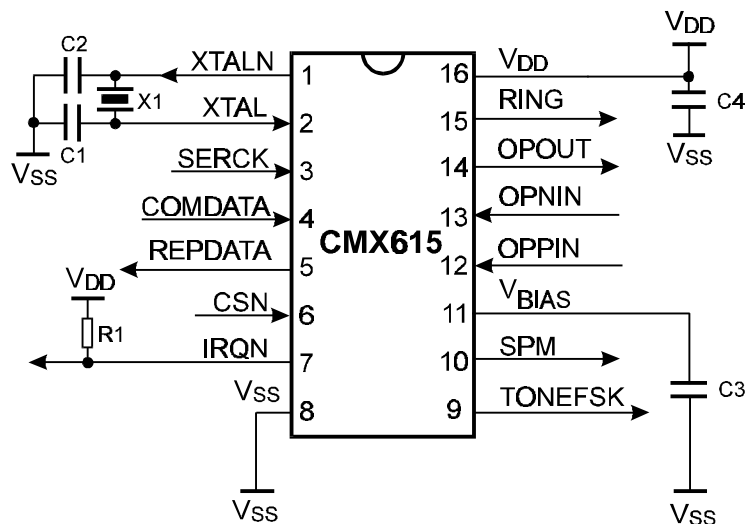 C2
XTALN
1
X1
XTAL
2
C1
VSS
SERCK
3
COMDATA
4
REPDATA
5
VDD
CSN
6
R1
IRQN
7
VSS
8
VSS
CMX615
VDD
VDD
16
C4
RING
15
VSS
OPOUT
14
OPNIN
13
OPPIN
12
VBIAS
11
SPM
10
TONEFSK
9
C3
VSS